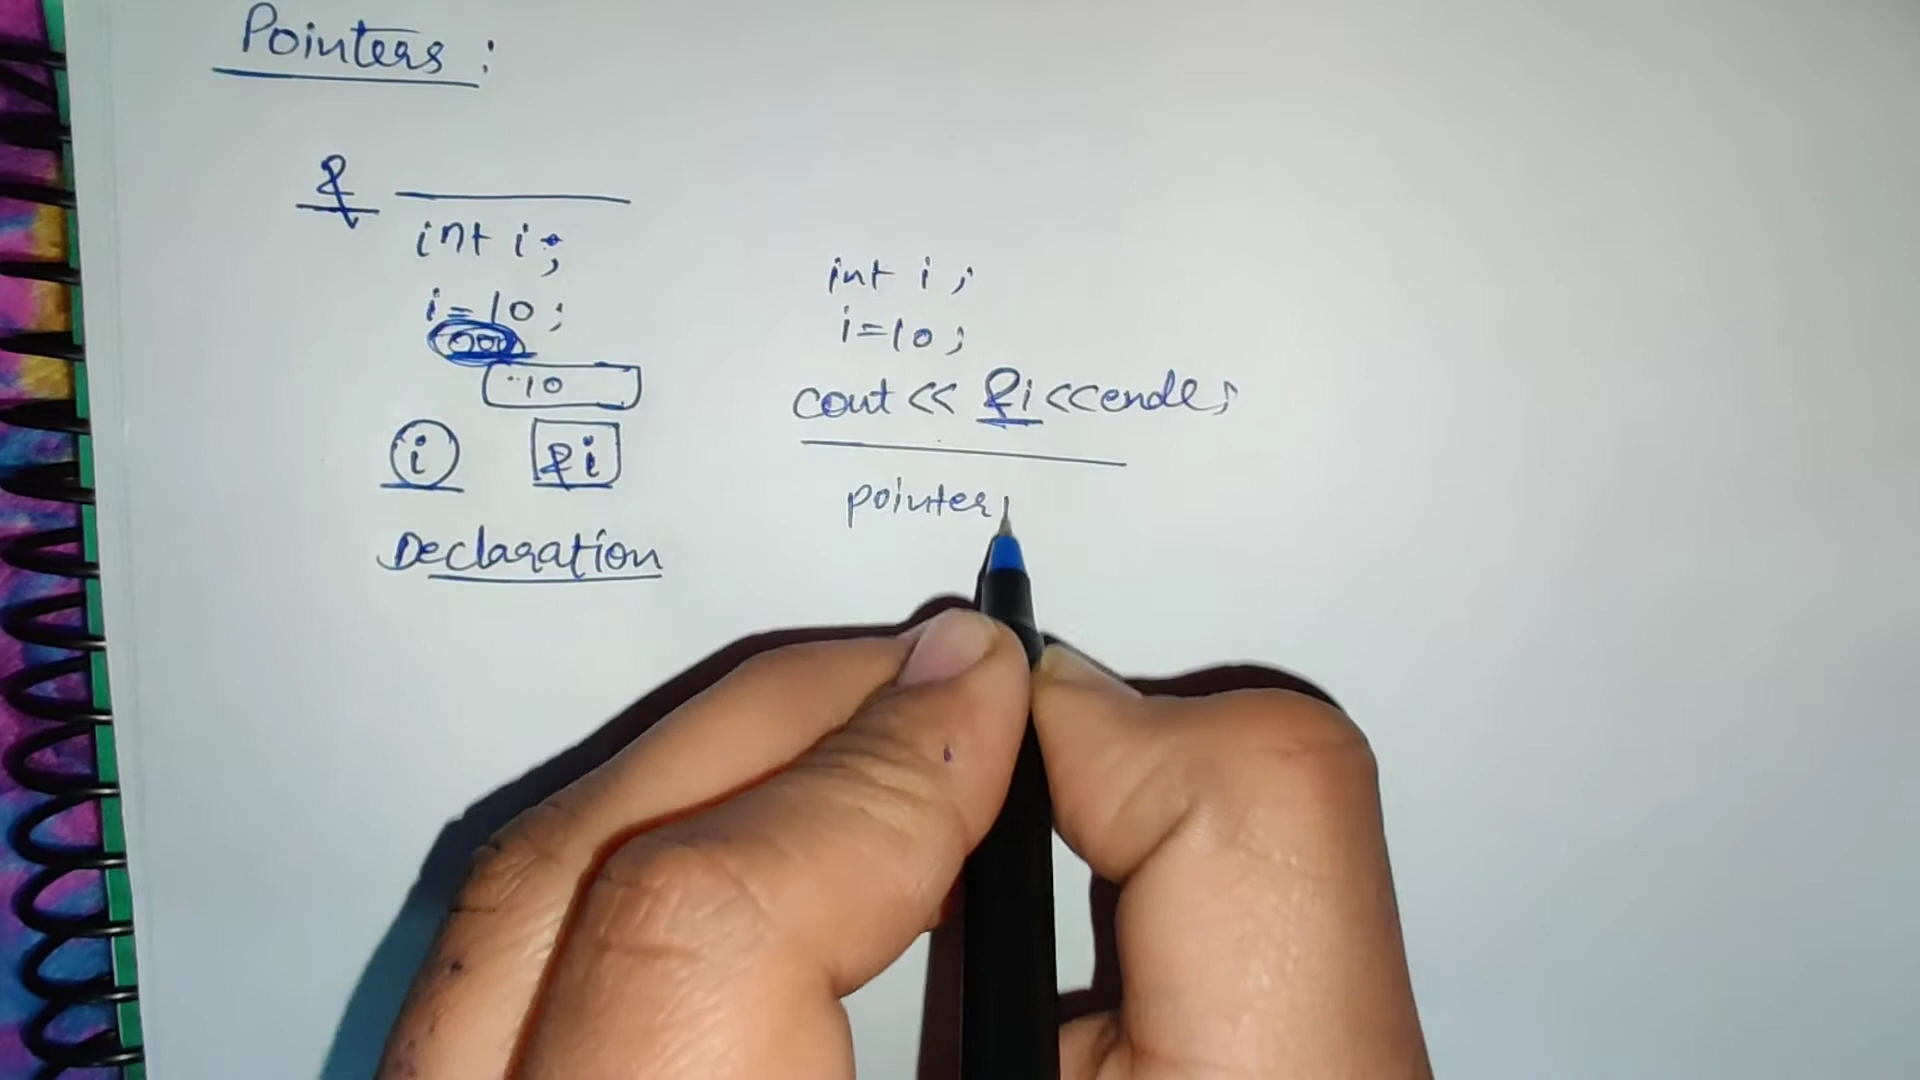 Pointers :
&
int i ;
i=10 ;
10
i &i
Declaration
int i ;
i=10 ;
cout << &i <<endl;
pointer